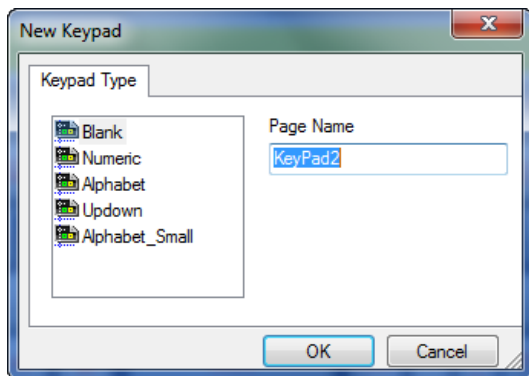 New Keypad
Keypad Type
Blank
Numeric
Alphabet
Updown
Alphabet_Small
Page Name
KeyPad2
OK
Cancel